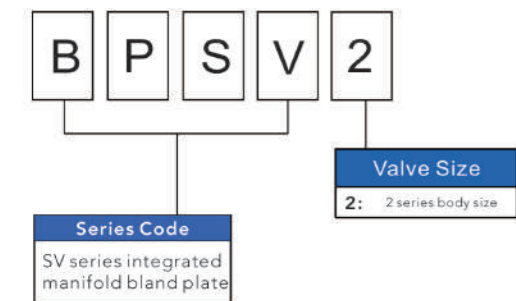 B P S V 2
Valve Size
2: 2 series body size
Series Code
SV series integrated
manifold bland plate